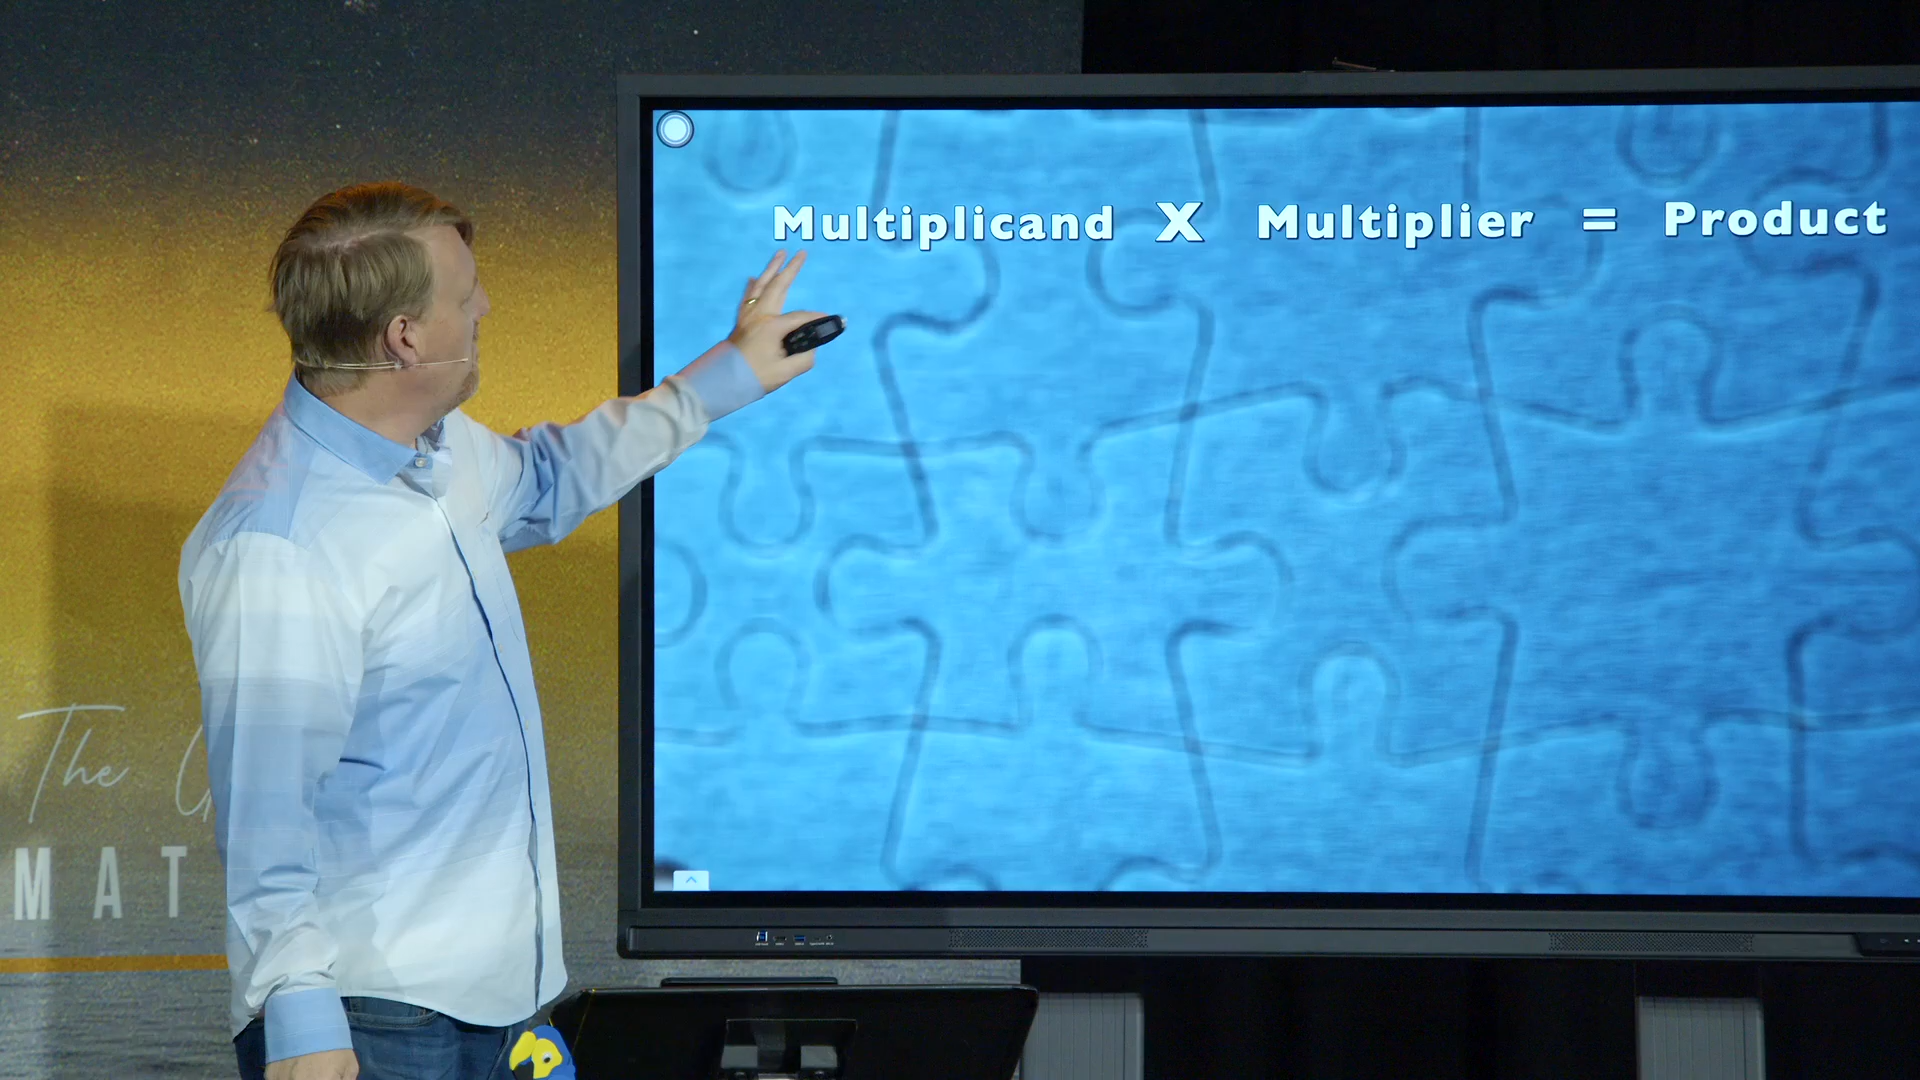 Multiplicand X Multiplier = Product
The
MAT